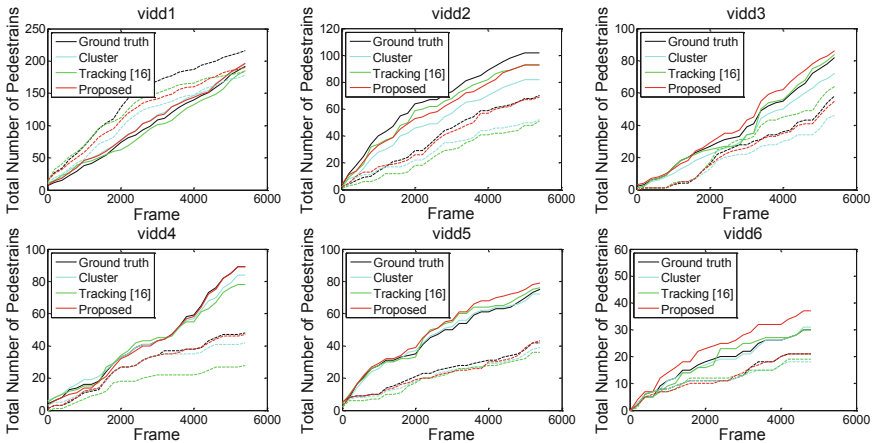 vidd1
Total Number of Pedestrains
250
200
150
100
50
0
Ground truth
Cluster
Tracking [16]
Proposed
0 2000 4000 6000
Frame
vidd2
Total Number of Pedestrains
120
100
80
60
40
20
0
Ground truth
Cluster
Tracking [16]
Proposed
0 2000 4000 6000
Frame
vidd3
Total Number of Pedestrains
100
80
60
40
20
0
Ground truth
Cluster
Tracking [16]
Proposed
0 2000 4000 6000
Frame
vidd4
Total Number of Pedestrains
100
80
60
40
20
0
Ground truth
Cluster
Tracking [16]
Proposed
0 2000 4000 6000
Frame
vidd5
Total Number of Pedestrains
100
80
60
40
20
0
Ground truth
Cluster
Tracking [16]
Proposed
0 2000 4000 6000
Frame
vidd6
Total Number of Pedestrains
60
50
40
30
20
10
0
Ground truth
Cluster
Tracking [16]
Proposed
0 2000 4000 6000
Frame